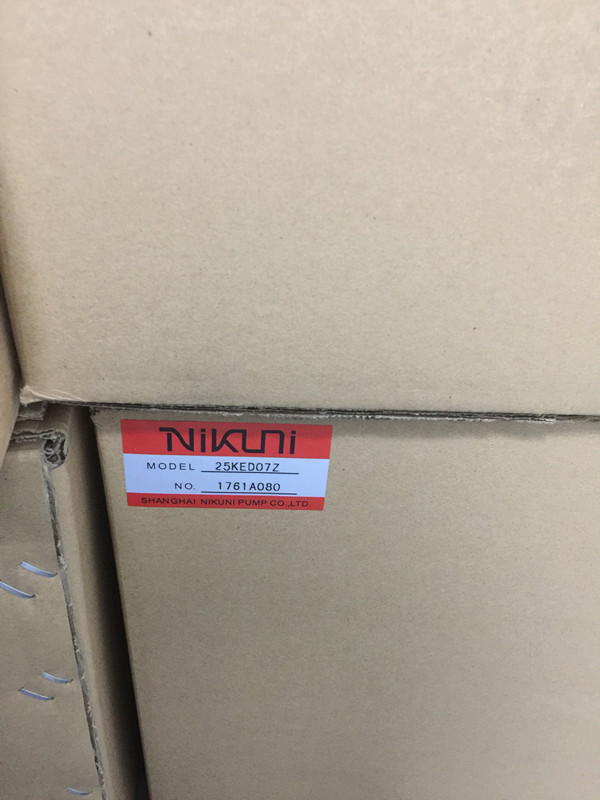 NiKUNi
MODEL 25KED07Z
NO. 1761A080
SHANGHAI NIKUNI PUMP CO.,LTD.